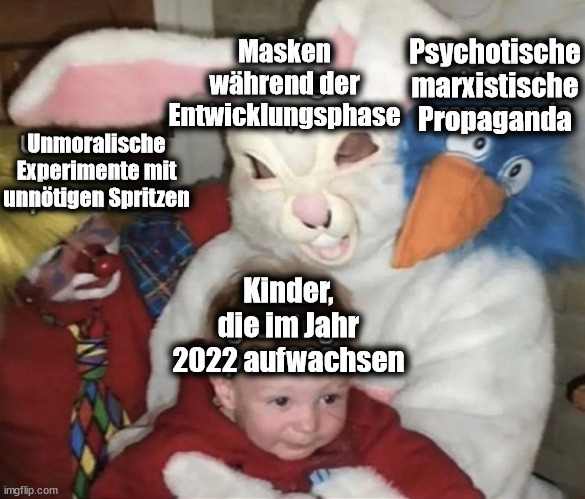 Masken
während der
Entwicklungsphase
Psychotische
marxistische
Propaganda
Unmoralische
Experimente mit
unnötigen Spritzen
Kinder,
die im Jahr
2022 aufwachsen
imgflip.com